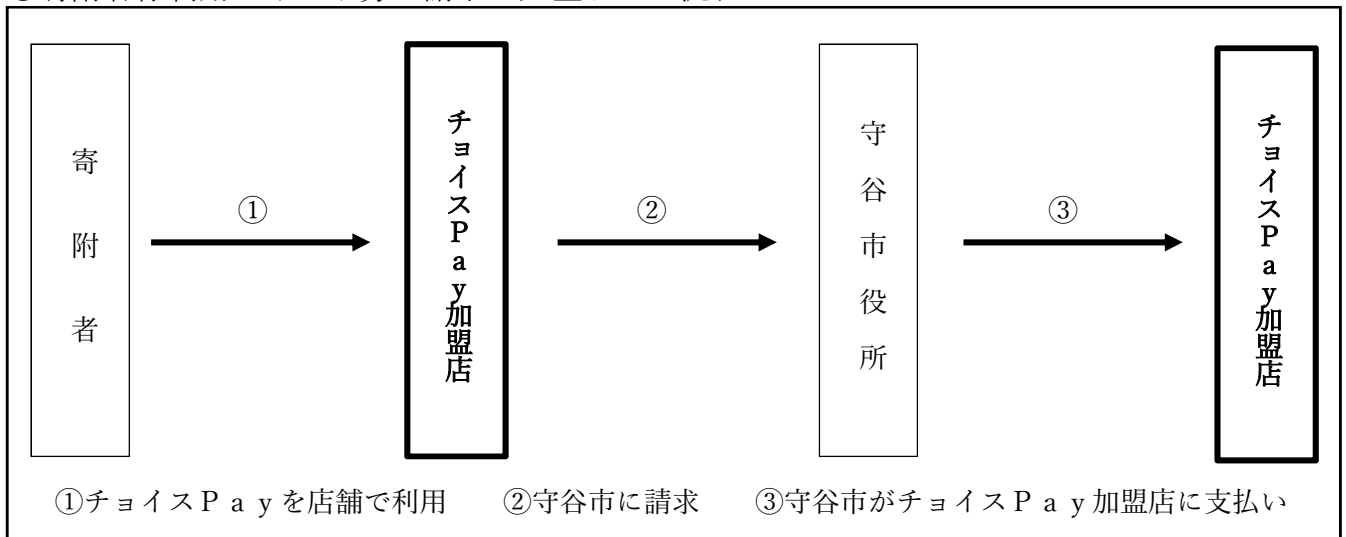 寄附者
①
チョイスＰａｙ加盟店
②
守谷市役所
③
チョイスＰａｙ加盟店
①チョイスＰａｙを店舗で利用　②守谷市に請求　③守谷市がチョイスＰａｙ加盟店に支払い